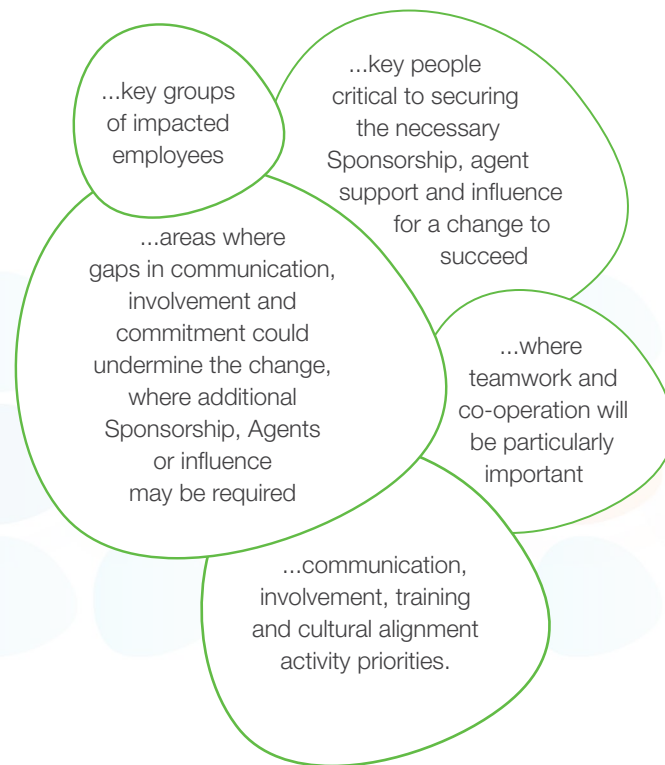 ...key groups
of impacted
employees
...key people
critical to securing
the necessary
Sponsorship, agent
support and influence
for a change to
succeed
...areas where
gaps in communication,
involvement and
commitment could
undermine the change,
where additional
Sponsorship, Agents
or influence
may be required
...where
teamwork and
co-operation will
be particularly
important
...communication,
involvement, training
and cultural alignment
activity priorities.